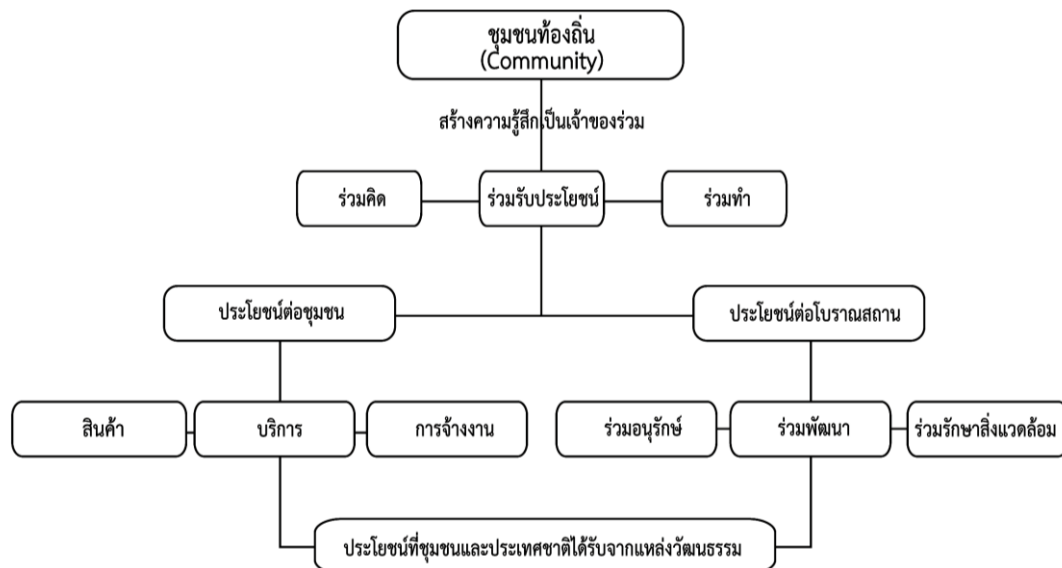 ชุมชนท้องถิ่น
(Community)
สร้างความรู้สึกเป็นเจ้าของร่วม
ร่วมคิด
ร่วมรับประโยชน์
ร่วมทำ
ประโยชน์ต่อชุมชน
ประโยชน์ต่อโบราณสถาน
สินค้า
บริการ
การจ้างงาน
ร่วมอนุรักษ์
ร่วมพัฒนา
ร่วมรักษาสิ่งแวดล้อม
ประโยชน์ที่ชุมชนและประเทศชาติได้รับจากแหล่งวัฒนธรรม